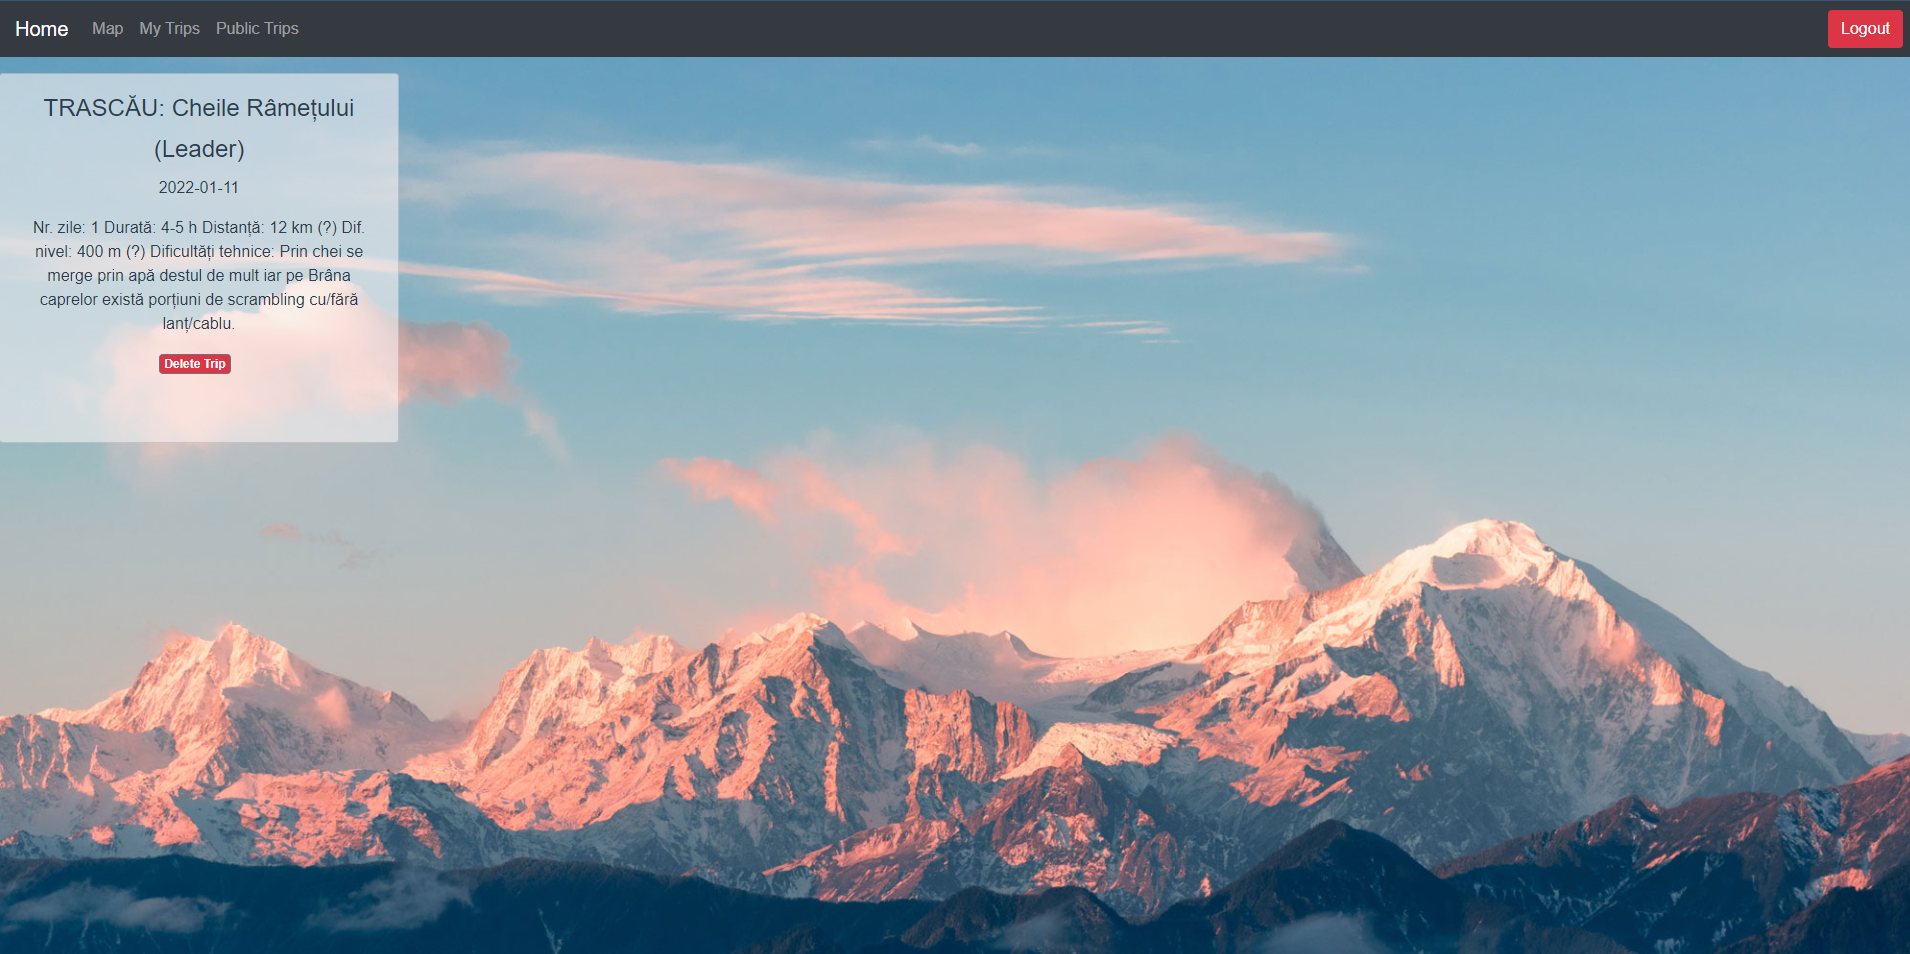 Home Map My Trips Public Trips Logout
TRASCĂU: Cheile Râmețului
(Leader)
2022-01-11
Nr. zile: 1 Durată: 4-5 h Distanță: 12 km (?) Dif.
nivel: 400 m (?) Dificultăți tehnice: Prin chei se
merge prin apă destul de mult iar pe Brâna
caprelor există porțiuni de scrambling cu/fără
lanț/cablu.
Delete Trip